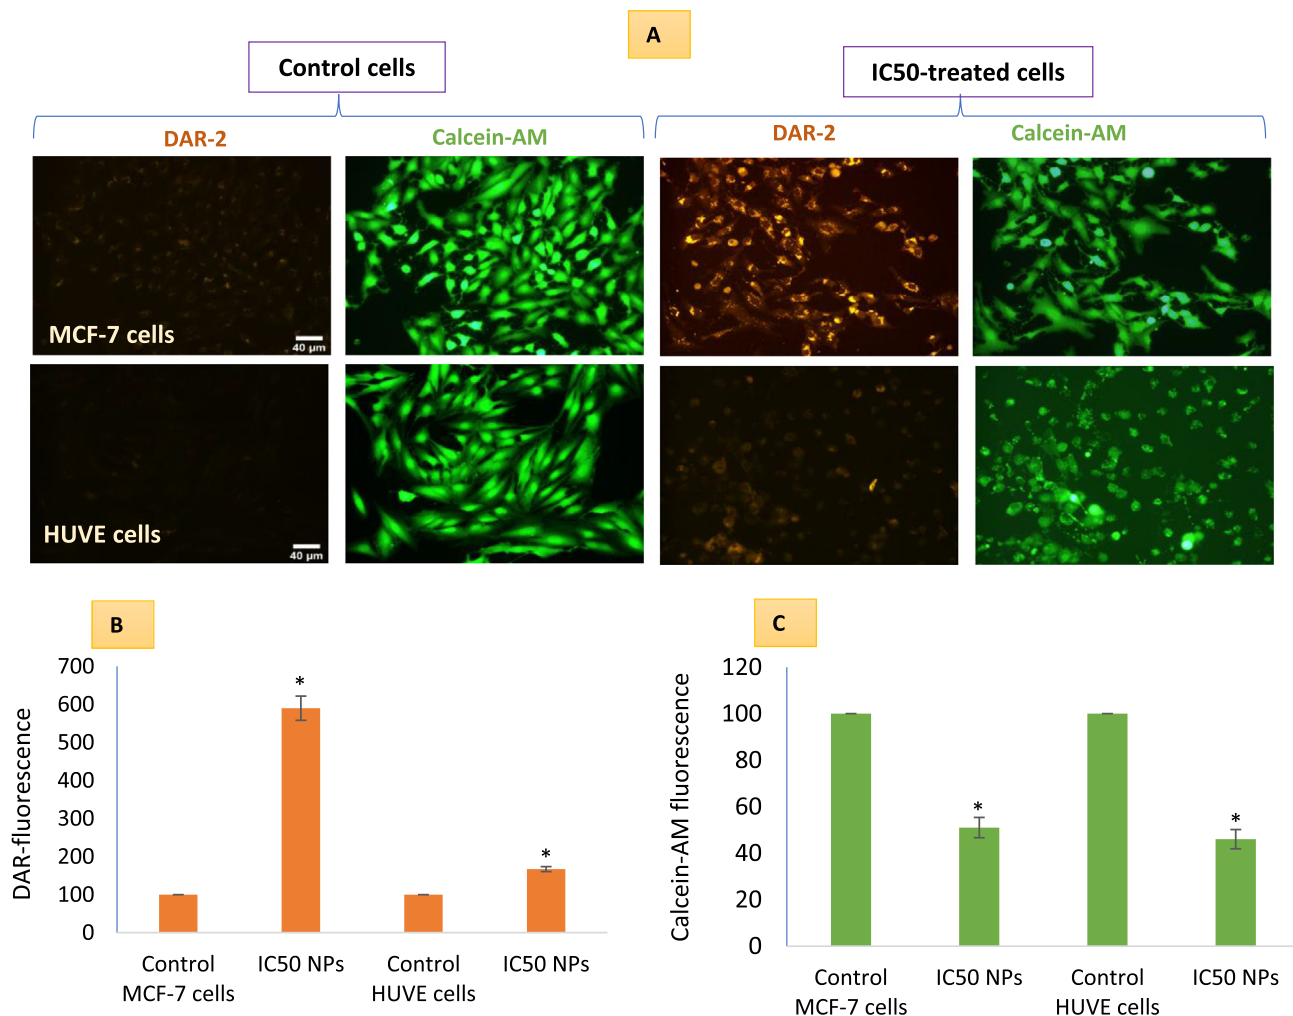 A
Control cells
IC50-treated cells
DAR-2
Calcein-AM
DAR-2
Calcein-AM
MCF-7 cells
40 µm
HUVE cells
40 µm
B
700
600
500
400
300
200
100
0
DAR-fluorescence
*
*
Control
MCF-7 cells
IC50 NPs
Control
HUVE cells
IC50 NPs
C
120
100
80
60
40
20
0
Calcein-AM fluorescence
*
*
Control
MCF-7 cells
IC50 NPs
Control
HUVE cells
IC50 NPs